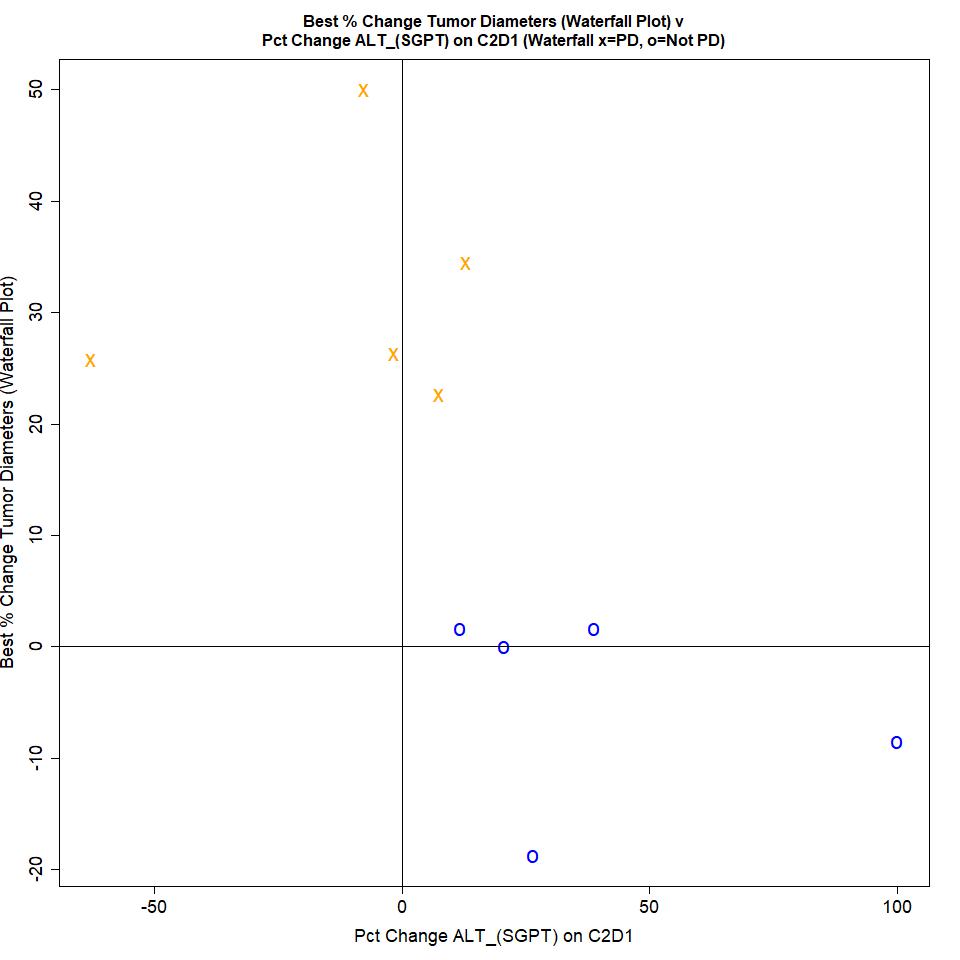 Best % Change Tumor Diameters (Waterfall Plot) v
Pct Change ALT_(SGPT) on C2D1 (Waterfall x=PD, o=Not PD)
Best % Change Tumor Diameters (Waterfall Plot)
50
40
30
20
10
0
-10
-20
X
X
X
X
X
O
O
O
O
O
-50
0
50
100
Pct Change ALT_(SGPT) on C2D1